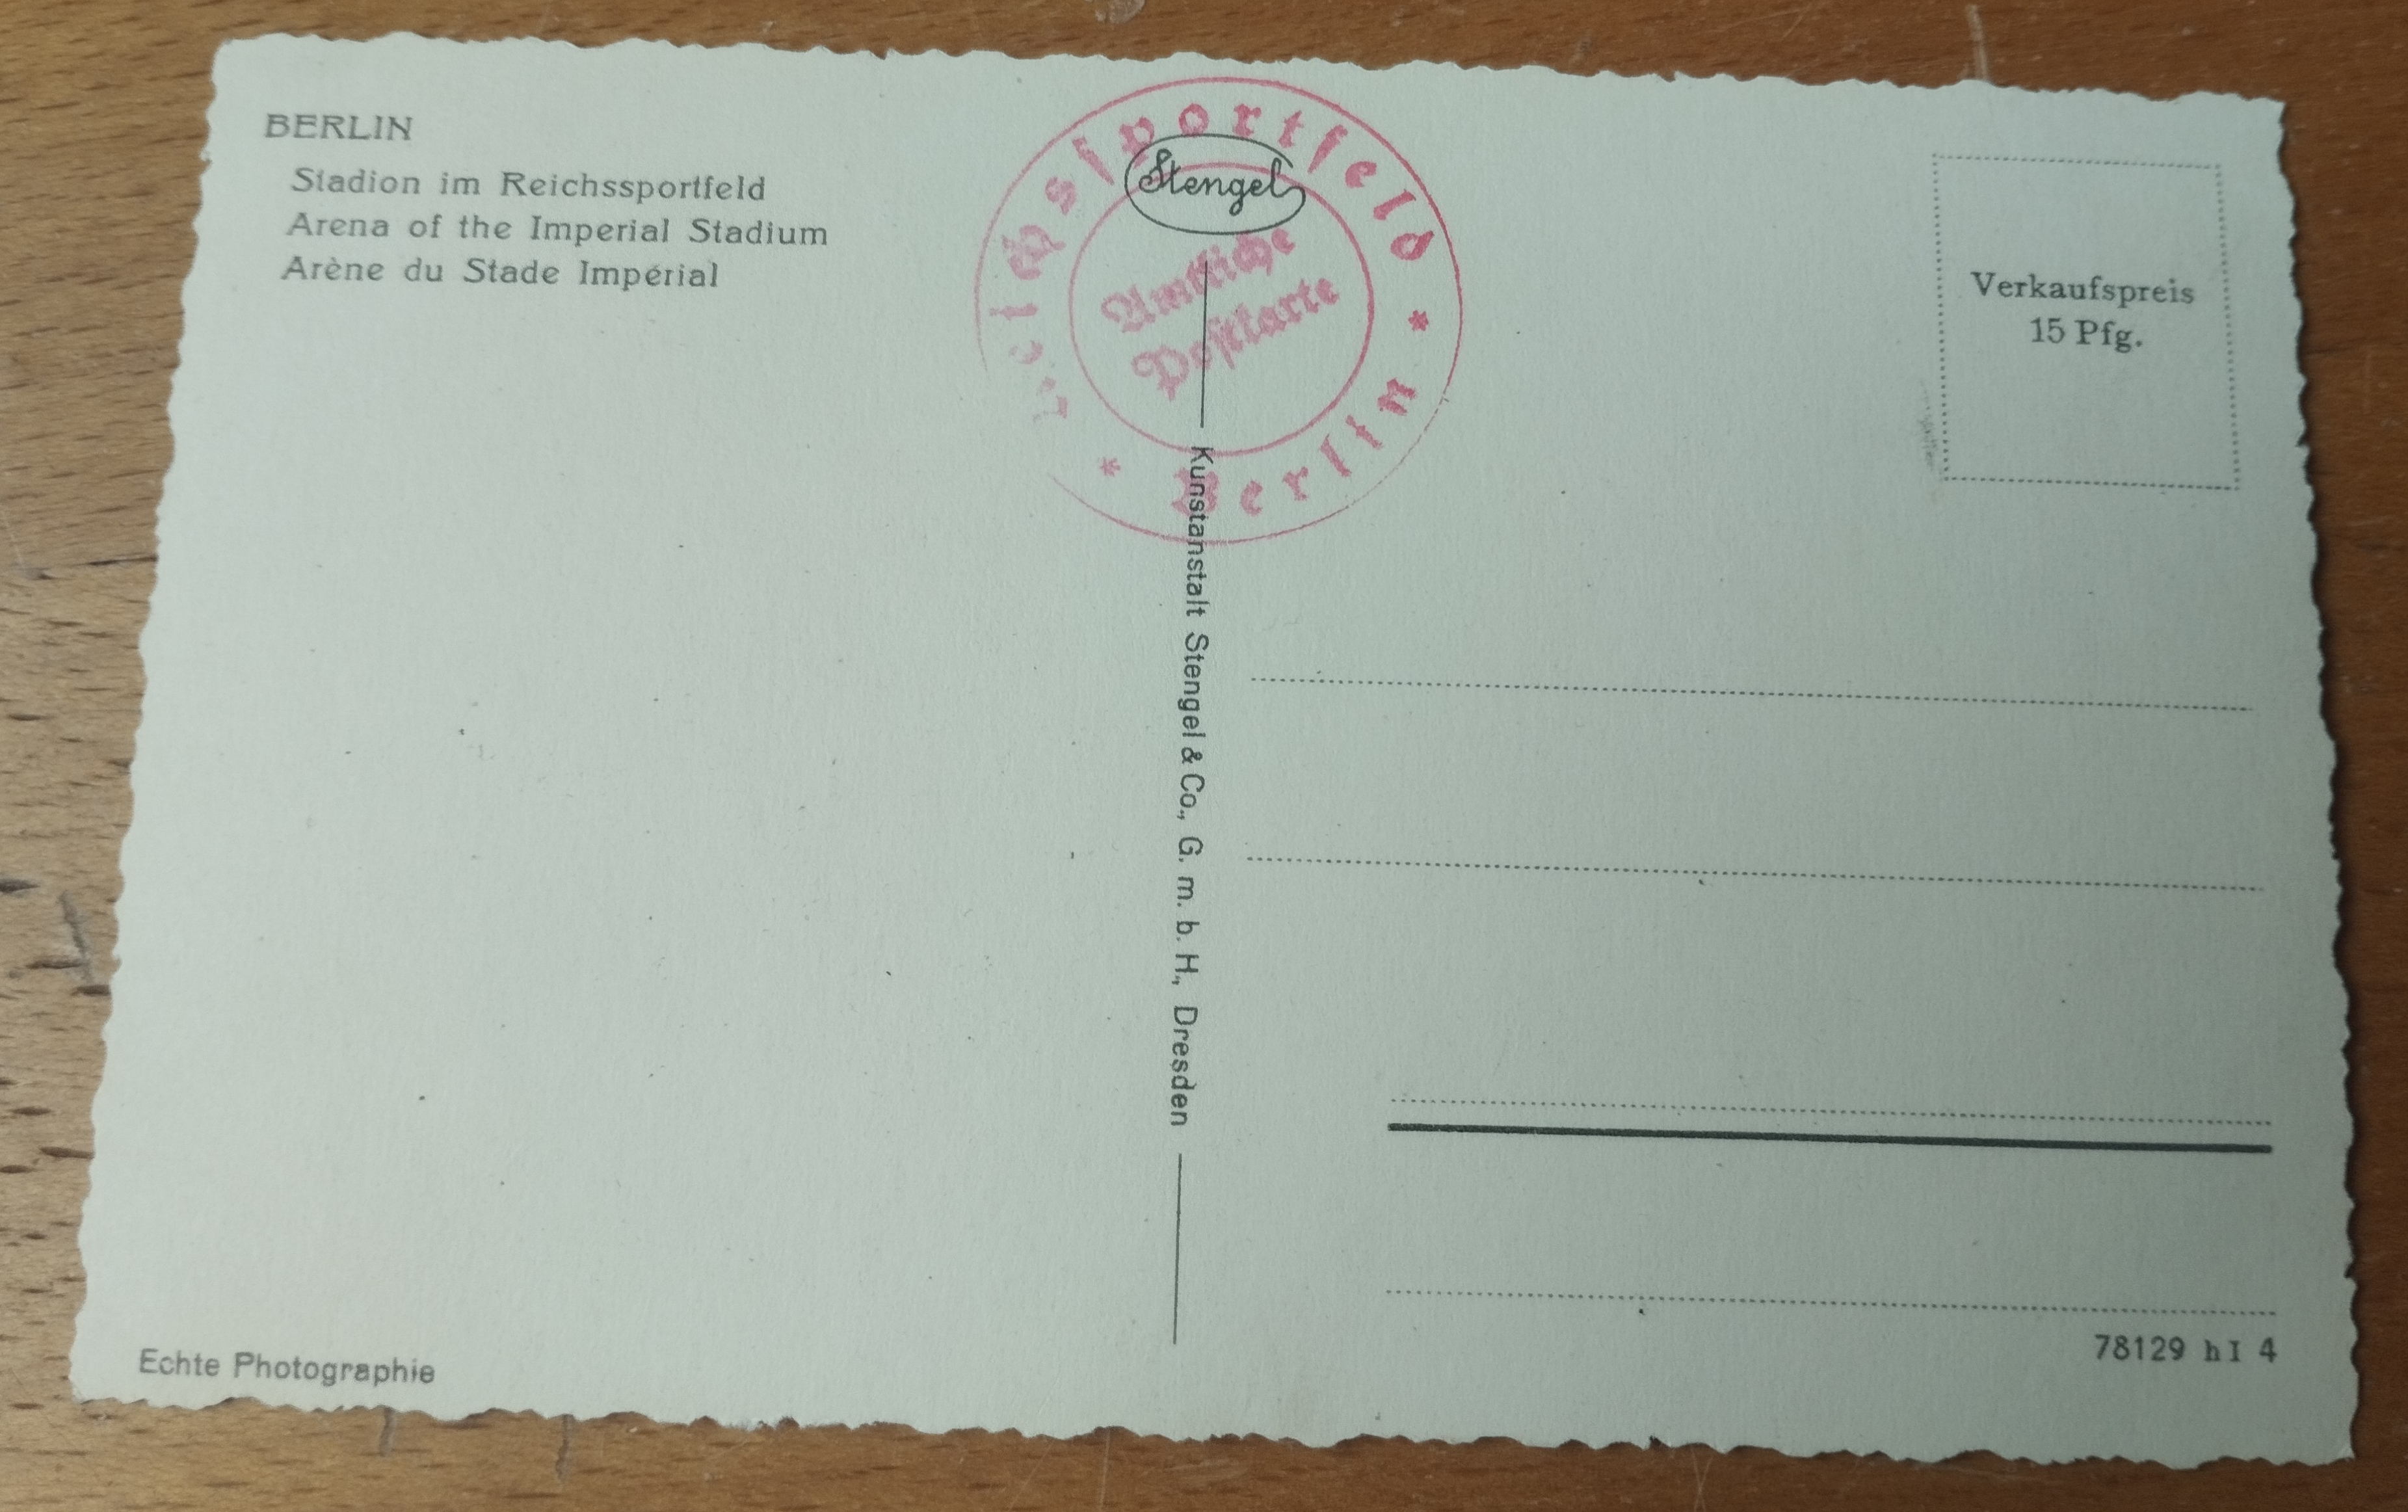 BERLIN
Stadion im Reichssportfeld
Arena of the Imperial Stadium
Arène du Stade Impérial
Reichssportfeld
* Berlin *
Stengel
Amtliche
Postkarte
Verkaufspreis
15 Pfg.
Kunstanstalt Stengel & Co., G. m. b. H., Dresden
Echte Photographie
78129 h I 4